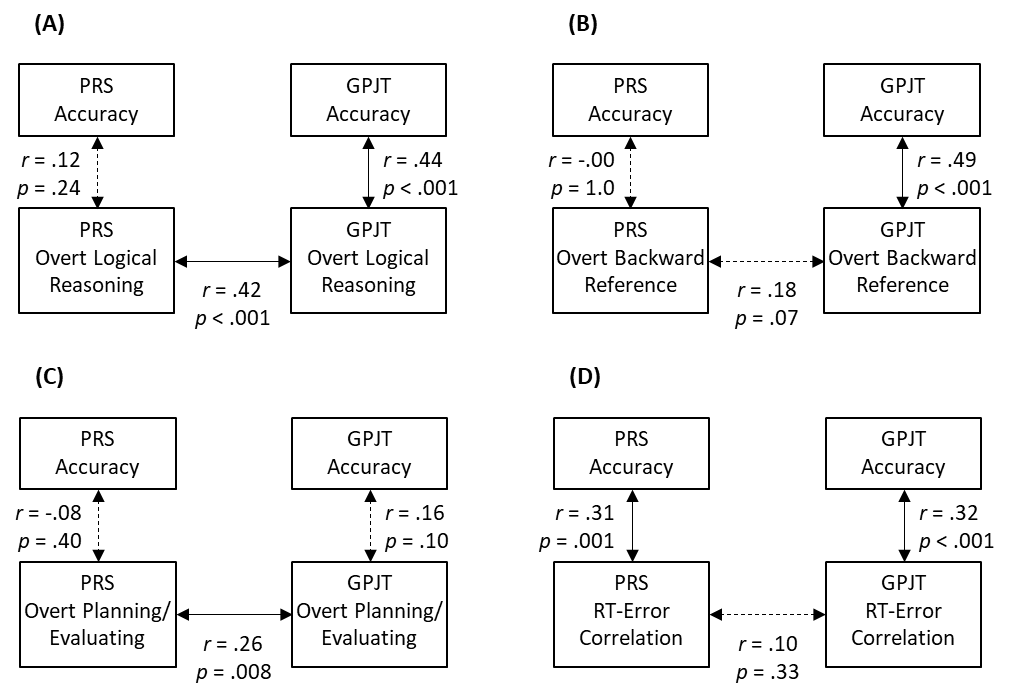 (A)
PRS
Accuracy
GPJT
Accuracy
r = .12
p = .24
r = .44
p < .001
PRS
Overt Logical
Reasoning
GPJT
Overt Logical
Reasoning
r = .42
p < .001
(B)
PRS
Accuracy
GPJT
Accuracy
r = -.00
p = 1.0
r = .49
p < .001
PRS
Overt Backward
Reference
GPJT
Overt Backward
Reference
r = .18
p = .07
(C)
PRS
Accuracy
GPJT
Accuracy
r = -.08
p = .40
r = .16
p = .10
PRS
Overt Planning/
Evaluating
GPJT
Overt Planning/
Evaluating
r = .26
p = .008
(D)
PRS
Accuracy
GPJT
Accuracy
r = .31
p = .001
r = .32
p < .001
PRS
RT-Error
Correlation
GPJT
RT-Error
Correlation
r = .10
p = .33